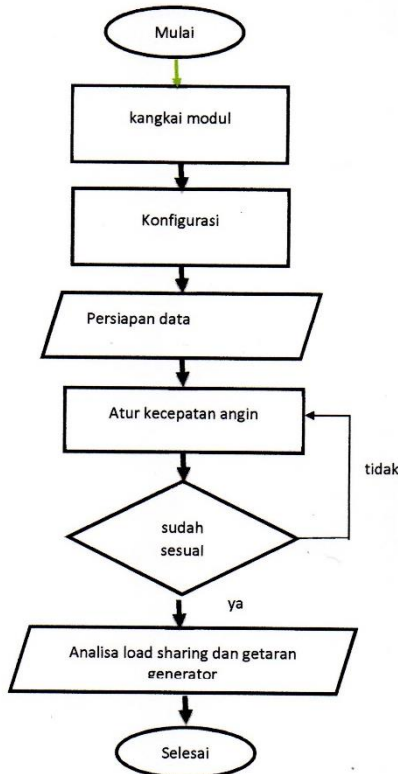 Mulai
kangkai modul
Konfigurasi
Persiapan data
Atur kecepatan angin
tidak
sudah
sesual
ya
Analisa load sharing dan getaran
generator
Selesai